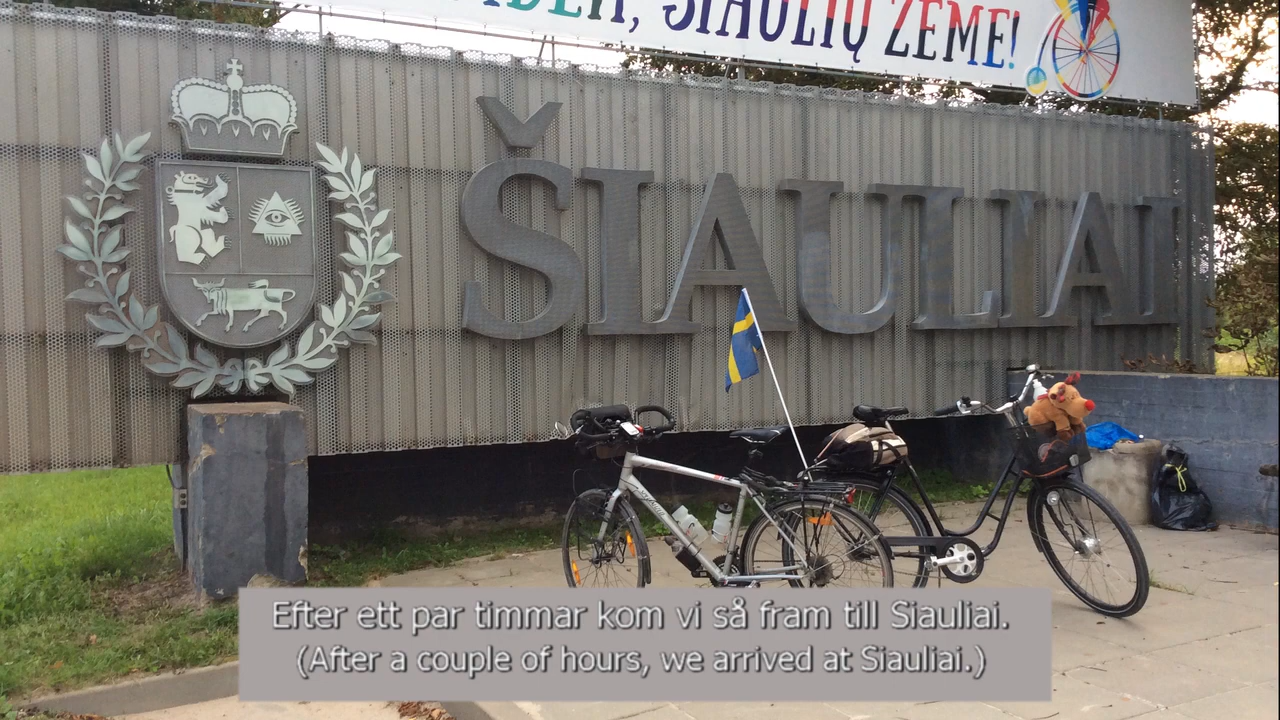 ŠIAULIŲ ŽEME!
ŠIAULIAI
Efter ett par timmar kom vi så fram till Siauliai.
(After a couple of hours, we arrived at Siauliai.)